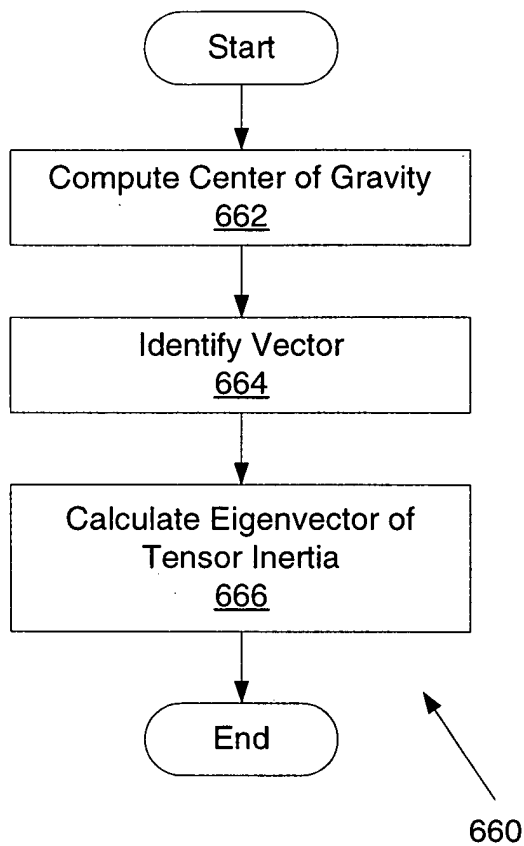 Start
Compute Center of Gravity
662
Identify Vector
664
Calculate Eigenvector of
Tensor Inertia
666
End
660